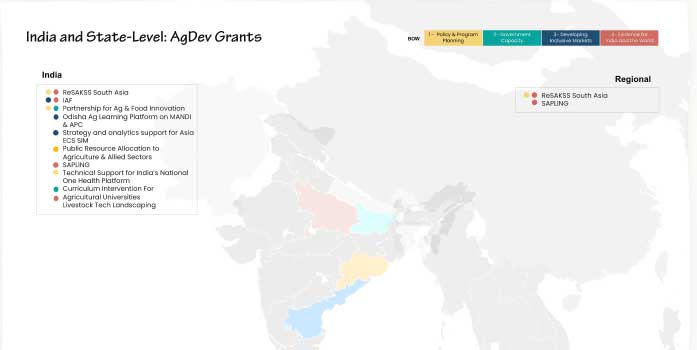 India and State-Level: AgDev Grants
BOW
1 - Policy & Program
Planning
2- Government
Capacity
3- Developing
Inclusive Markets
4- Evidence for
India and the World
India
ReSAKSS South Asia
IAF
Partnership for Ag & Food Innovation
Odisha Ag Learning Platform on MANDI
& APC
Strategy and analytics support for Asia
ECS SIM
Public Resource Allocation to
Agriculture & Allied Sectors
SAPLING
Technical Support for India's National
One Health Platform
Curriculum Intervention For
Agricultural Universities
Livestock Tech Landscaping
Regional
ReSAKSS South Asia
SAPLING